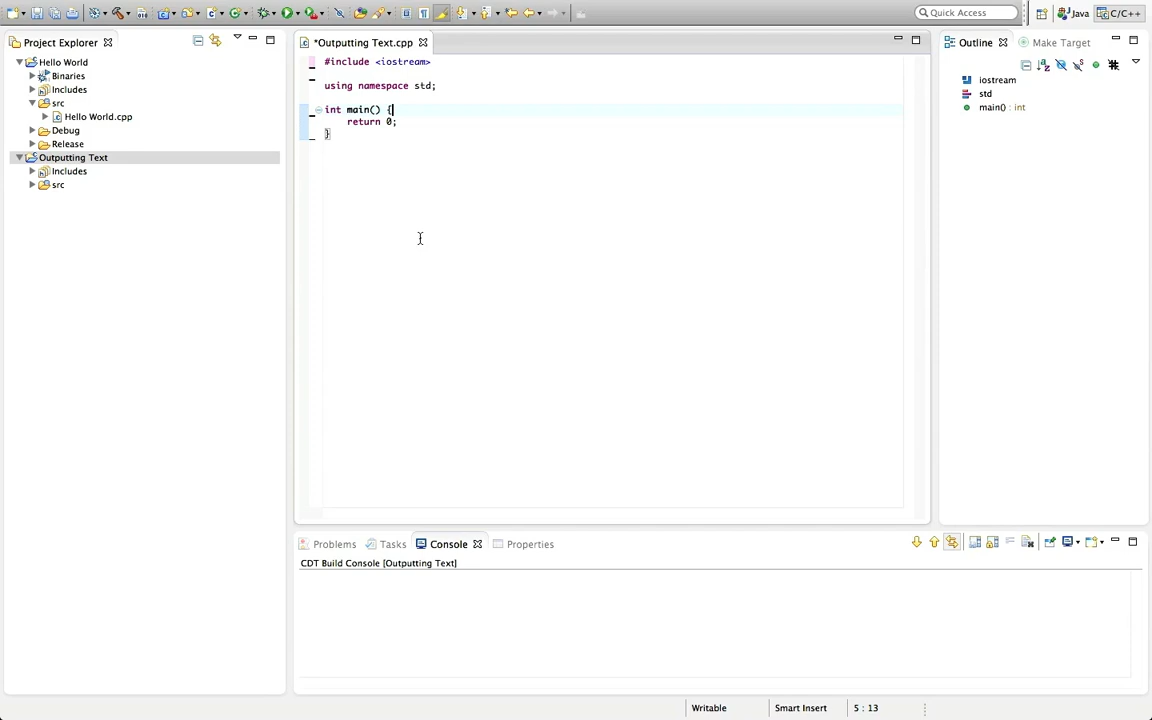 Quick Access
Java
C/C++
Project Explorer
Hello World
Binaries
Includes
src
Hello World.cpp
Debug
Release
Outputting Text
Includes
src
*Outputting Text.cpp
#include <iostream>
using namespace std;
int main() {
return 0;
}
Outline
Make Target
iostream
std
main() : int
Problems
Tasks
Console
Properties
CDT Build Console [Outputting Text]
Writable
Smart Insert
5 : 13